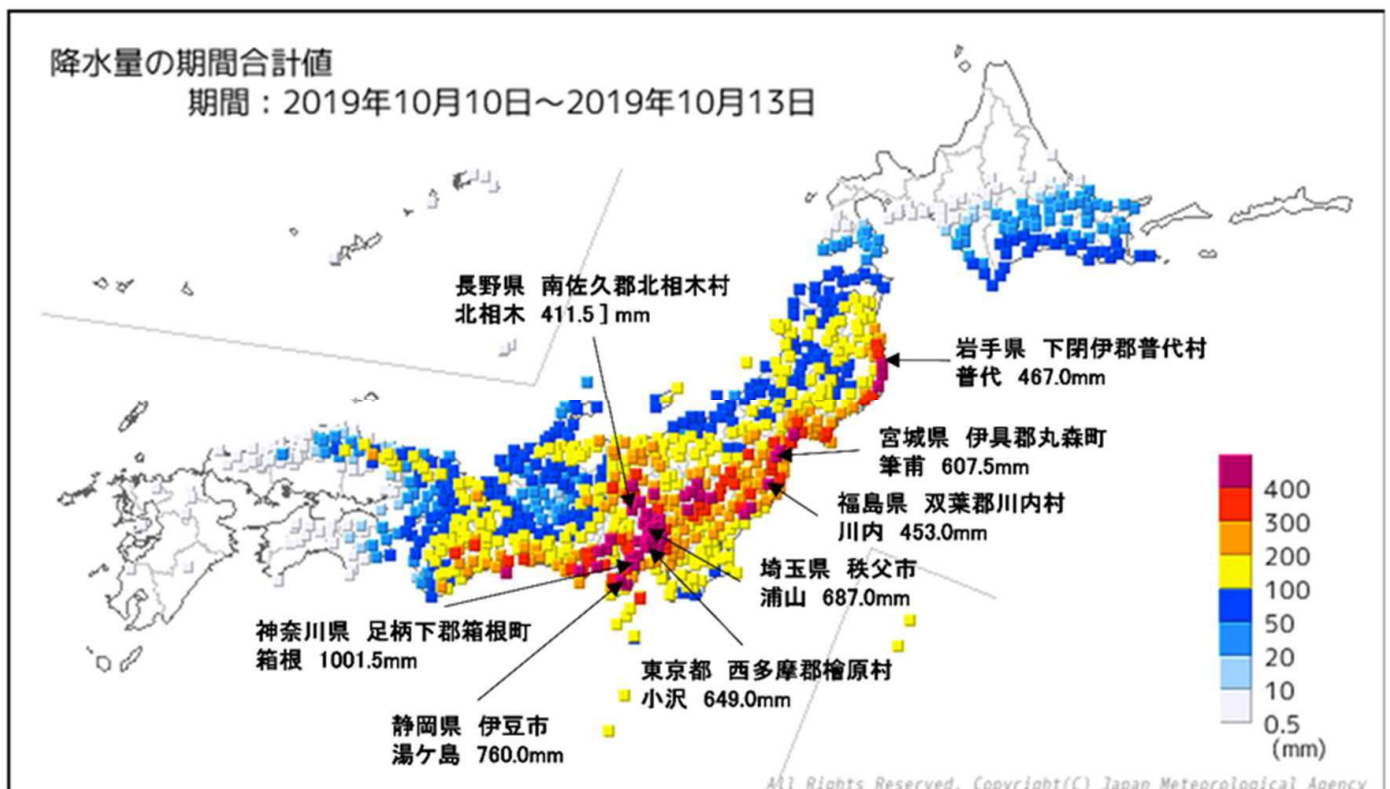 降水量の期間合計値
期間：2019年10月10日～2019年10月13日
長野県 南佐久郡北相木村
北相木 411.5 ] mm
岩手県 下閉伊郡普代村
普代 467.0mm
宮城県 伊具郡丸森町
筆甫 607.5mm
福島県 双葉郡川内村
川内 453.0mm
埼玉県 秩父市
浦山 687.0mm
神奈川県 足柄下郡箱根町
箱根 1001.5mm
東京都 西多摩郡檜原村
小沢 649.0mm
静岡県 伊豆市
湯ケ島 760.0mm
400
300
200
100
50
20
10
0.5
(mm)
All Rights Reserved. Copyright(C) Japan Meteorological Agency